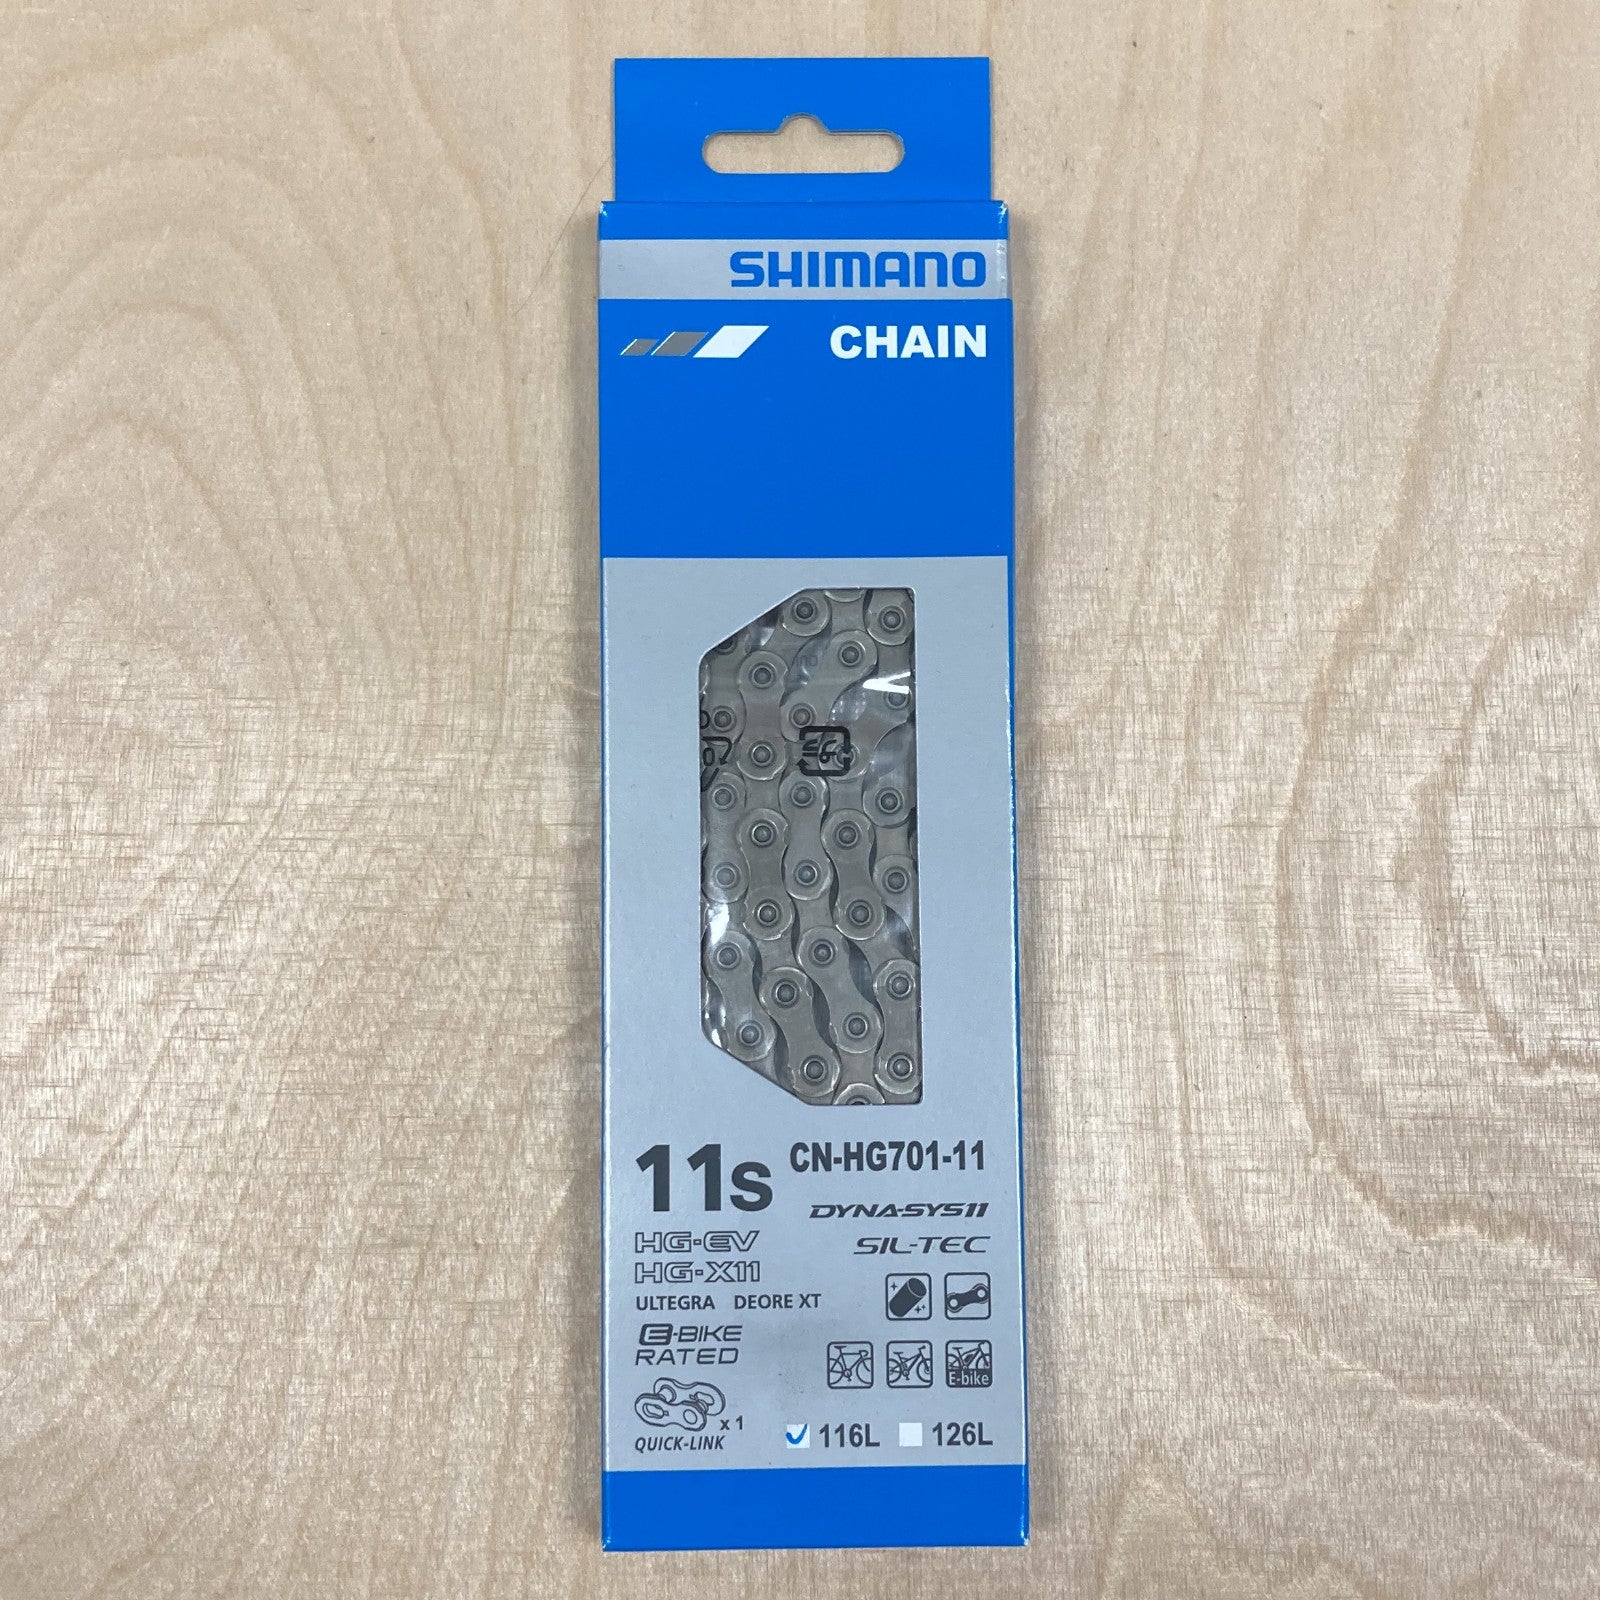 SHIMANO
CHAIN
11s
CN-HG701-11
DYNA-SYS11
HG-EV
SIL-TEC
HG-X11
ULTEGRA DEORE XT
E-BIKE
RATED
E-bike
x 1
QUICK-LINK
116L
126L